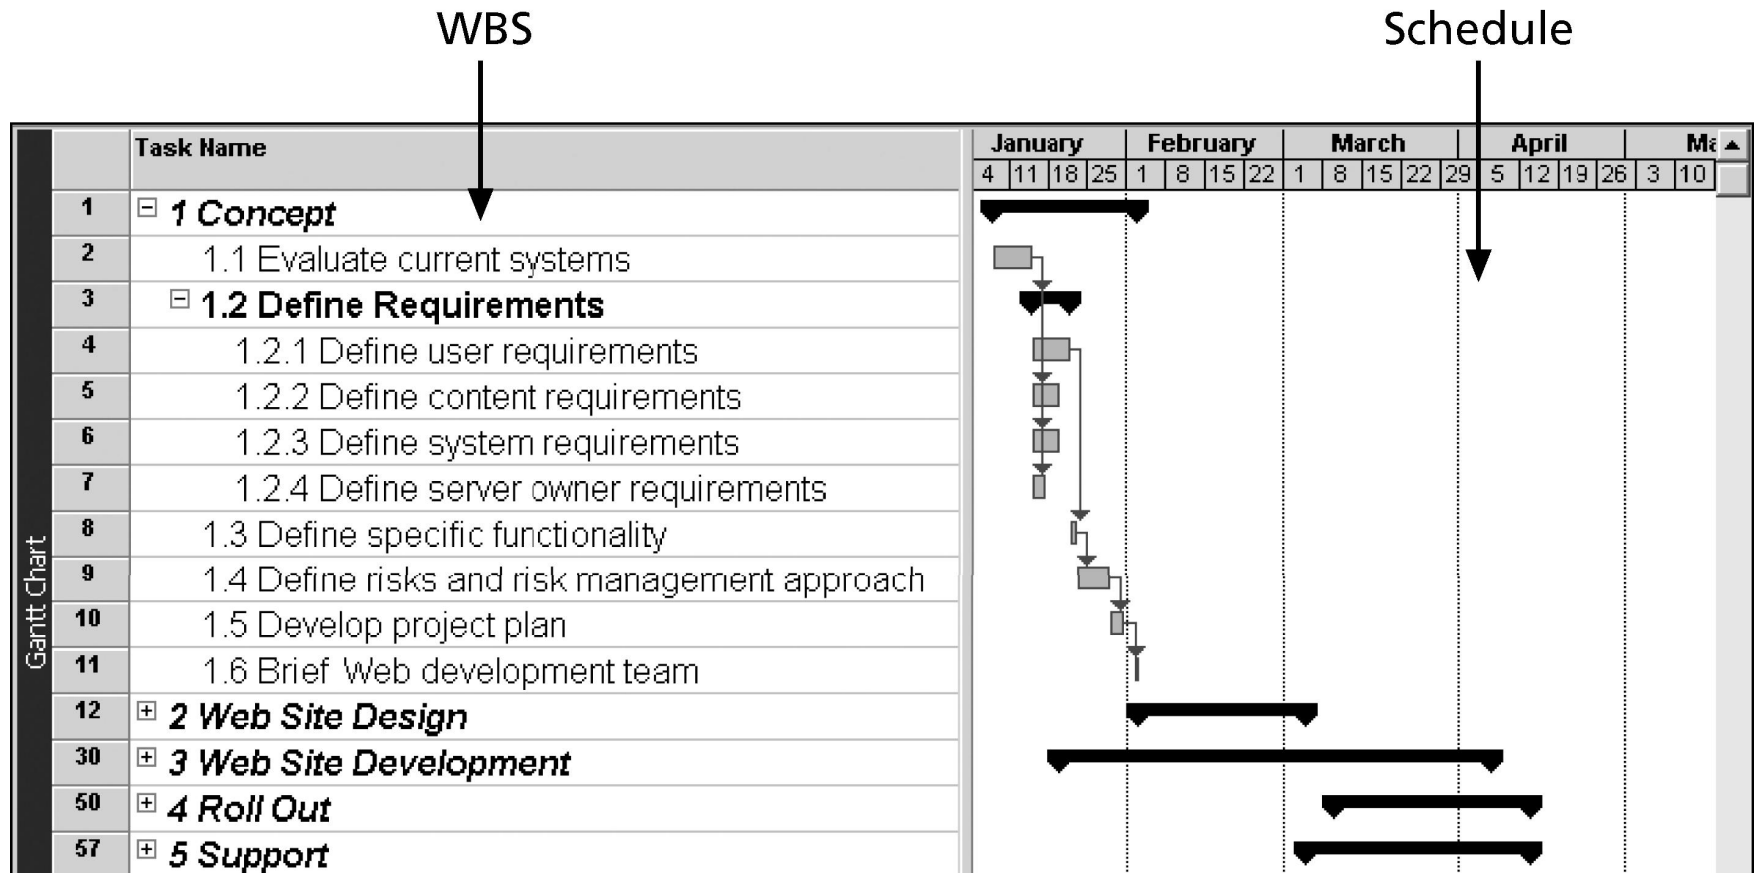 WBS
Schedule
Task Name
January February March April Ma
4 11 18 25 1 8 15 22 1 8 15 22 29 5 12 19 26 3 10
1 1 Concept
2 1.1 Evaluate current systems
3 1.2 Define Requirements
4 1.2.1 Define user requirements
5 1.2.2 Define content requirements
6 1.2.3 Define system requirements
7 1.2.4 Define server owner requirements
8 1.3 Define specific functionality
9 1.4 Define risks and risk management approach
10 1.5 Develop project plan
11 1.6 Brief Web development team
12 2 Web Site Design
30 3 Web Site Development
50 4 Roll Out
57 5 Support
Gantt Chart